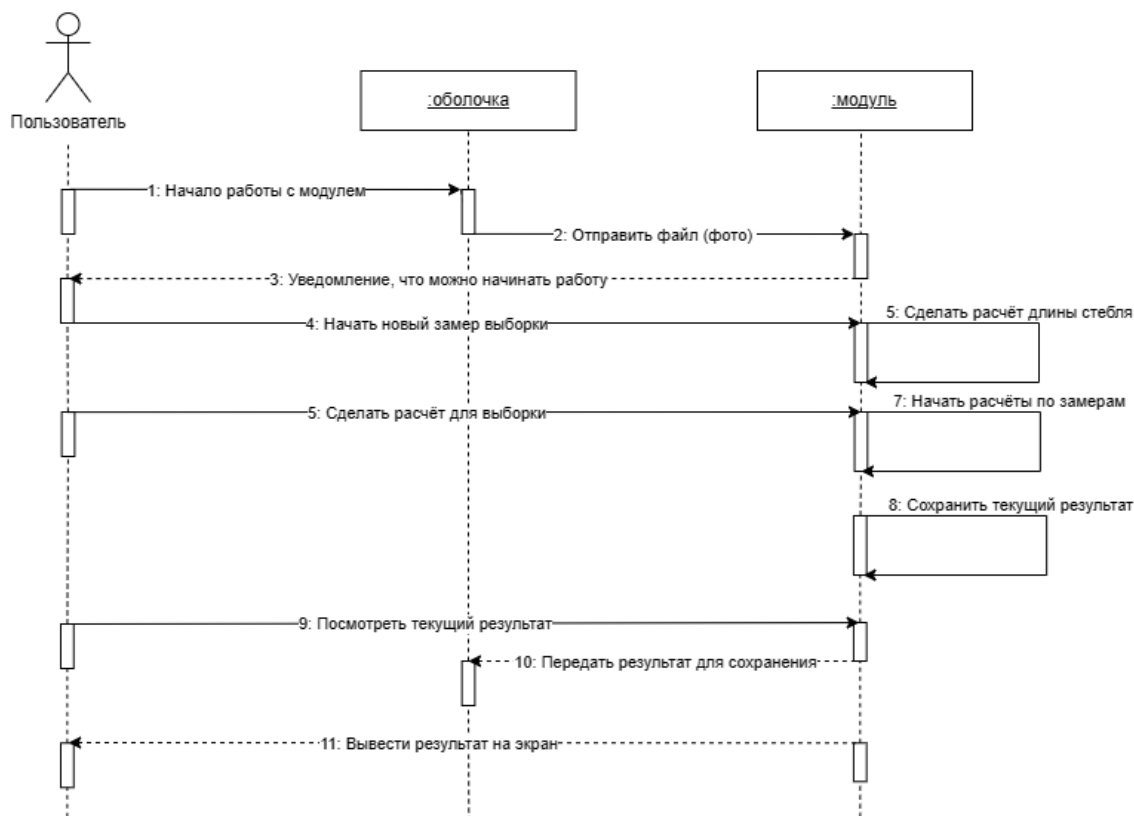 Пользователь
:оболочка
:модуль
1: Начало работы с модулем
2: Отправить файл (фото)
3: Уведомление, что можно начинать работу
4: Начать новый замер выборки
5: Сделать расчёт длины стебля
5: Сделать расчёт для выборки
7: Начать расчёты по замерам
8: Сохранить текущий результат
9: Посмотреть текущий результат
10: Передать результат для сохранения
11: Вывести результат на экран